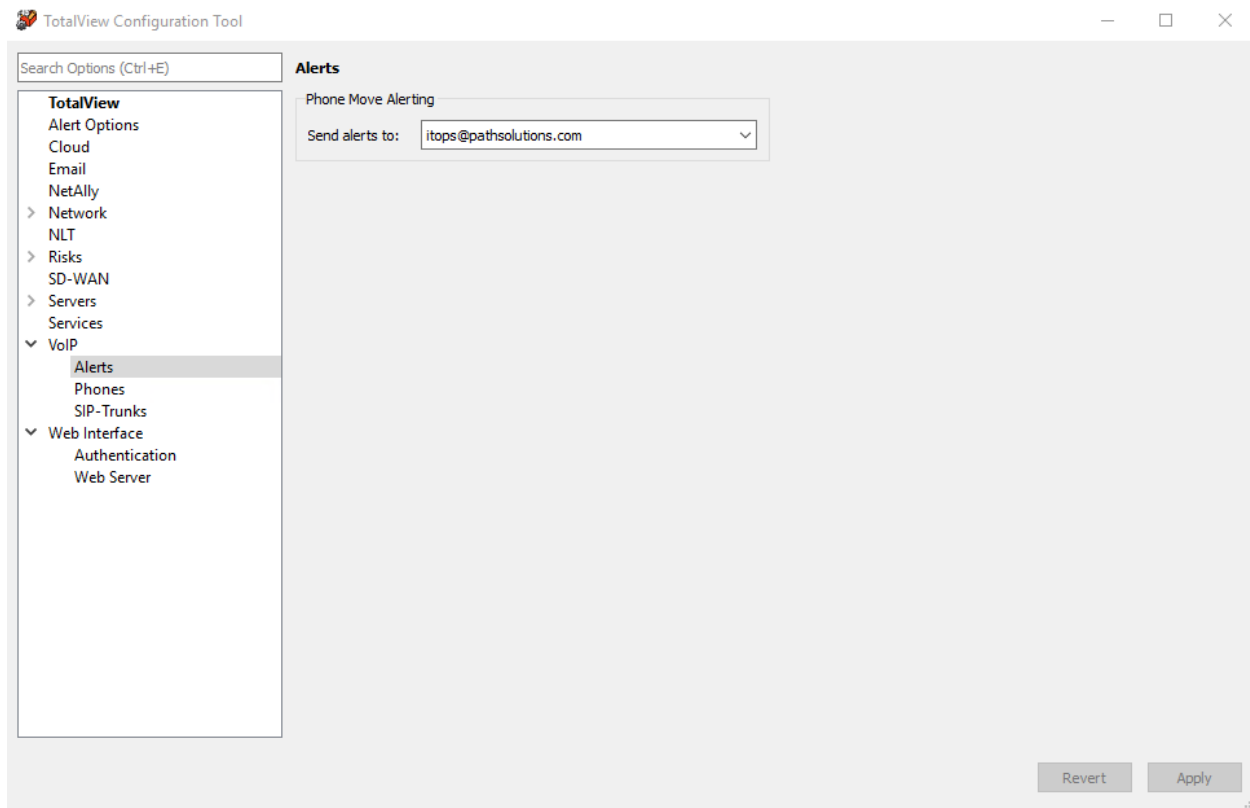 TotalView Configuration Tool
Search Options (Ctrl+E)
TotalView
Alert Options
Cloud
Email
NetAlly
Network
NLT
Risks
SD-WAN
Servers
Services
VoIP
Alerts
Phones
SIP-Trunks
Web Interface
Authentication
Web Server
Alerts
Phone Move Alerting
Send alerts to: itops@pathsolutions.com
Revert Apply